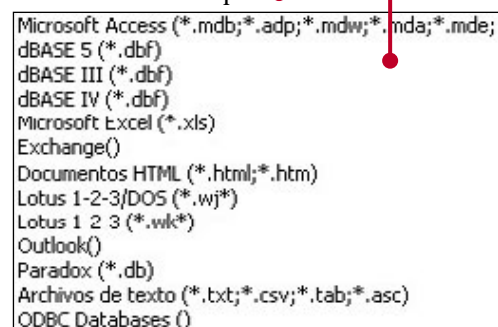 Microsoft Access (*.mdb;*.adp;*.mdw;*.mda;*.mde;
dBASE 5 (*.dbf)
dBASE III (*.dbf)
dBASE IV (*.dbf)
Microsoft Excel (*.xls)
Exchange()
Documentos HTML (*.html;*.htm)
Lotus 1-2-3/DOS (*.wj*)
Lotus 1 2 3 (*.wk*)
Outlook()
Paradox (*.db)
Archivos de texto (*.txt;*.csv;*.tab;*.asc)
ODBC Databases ()